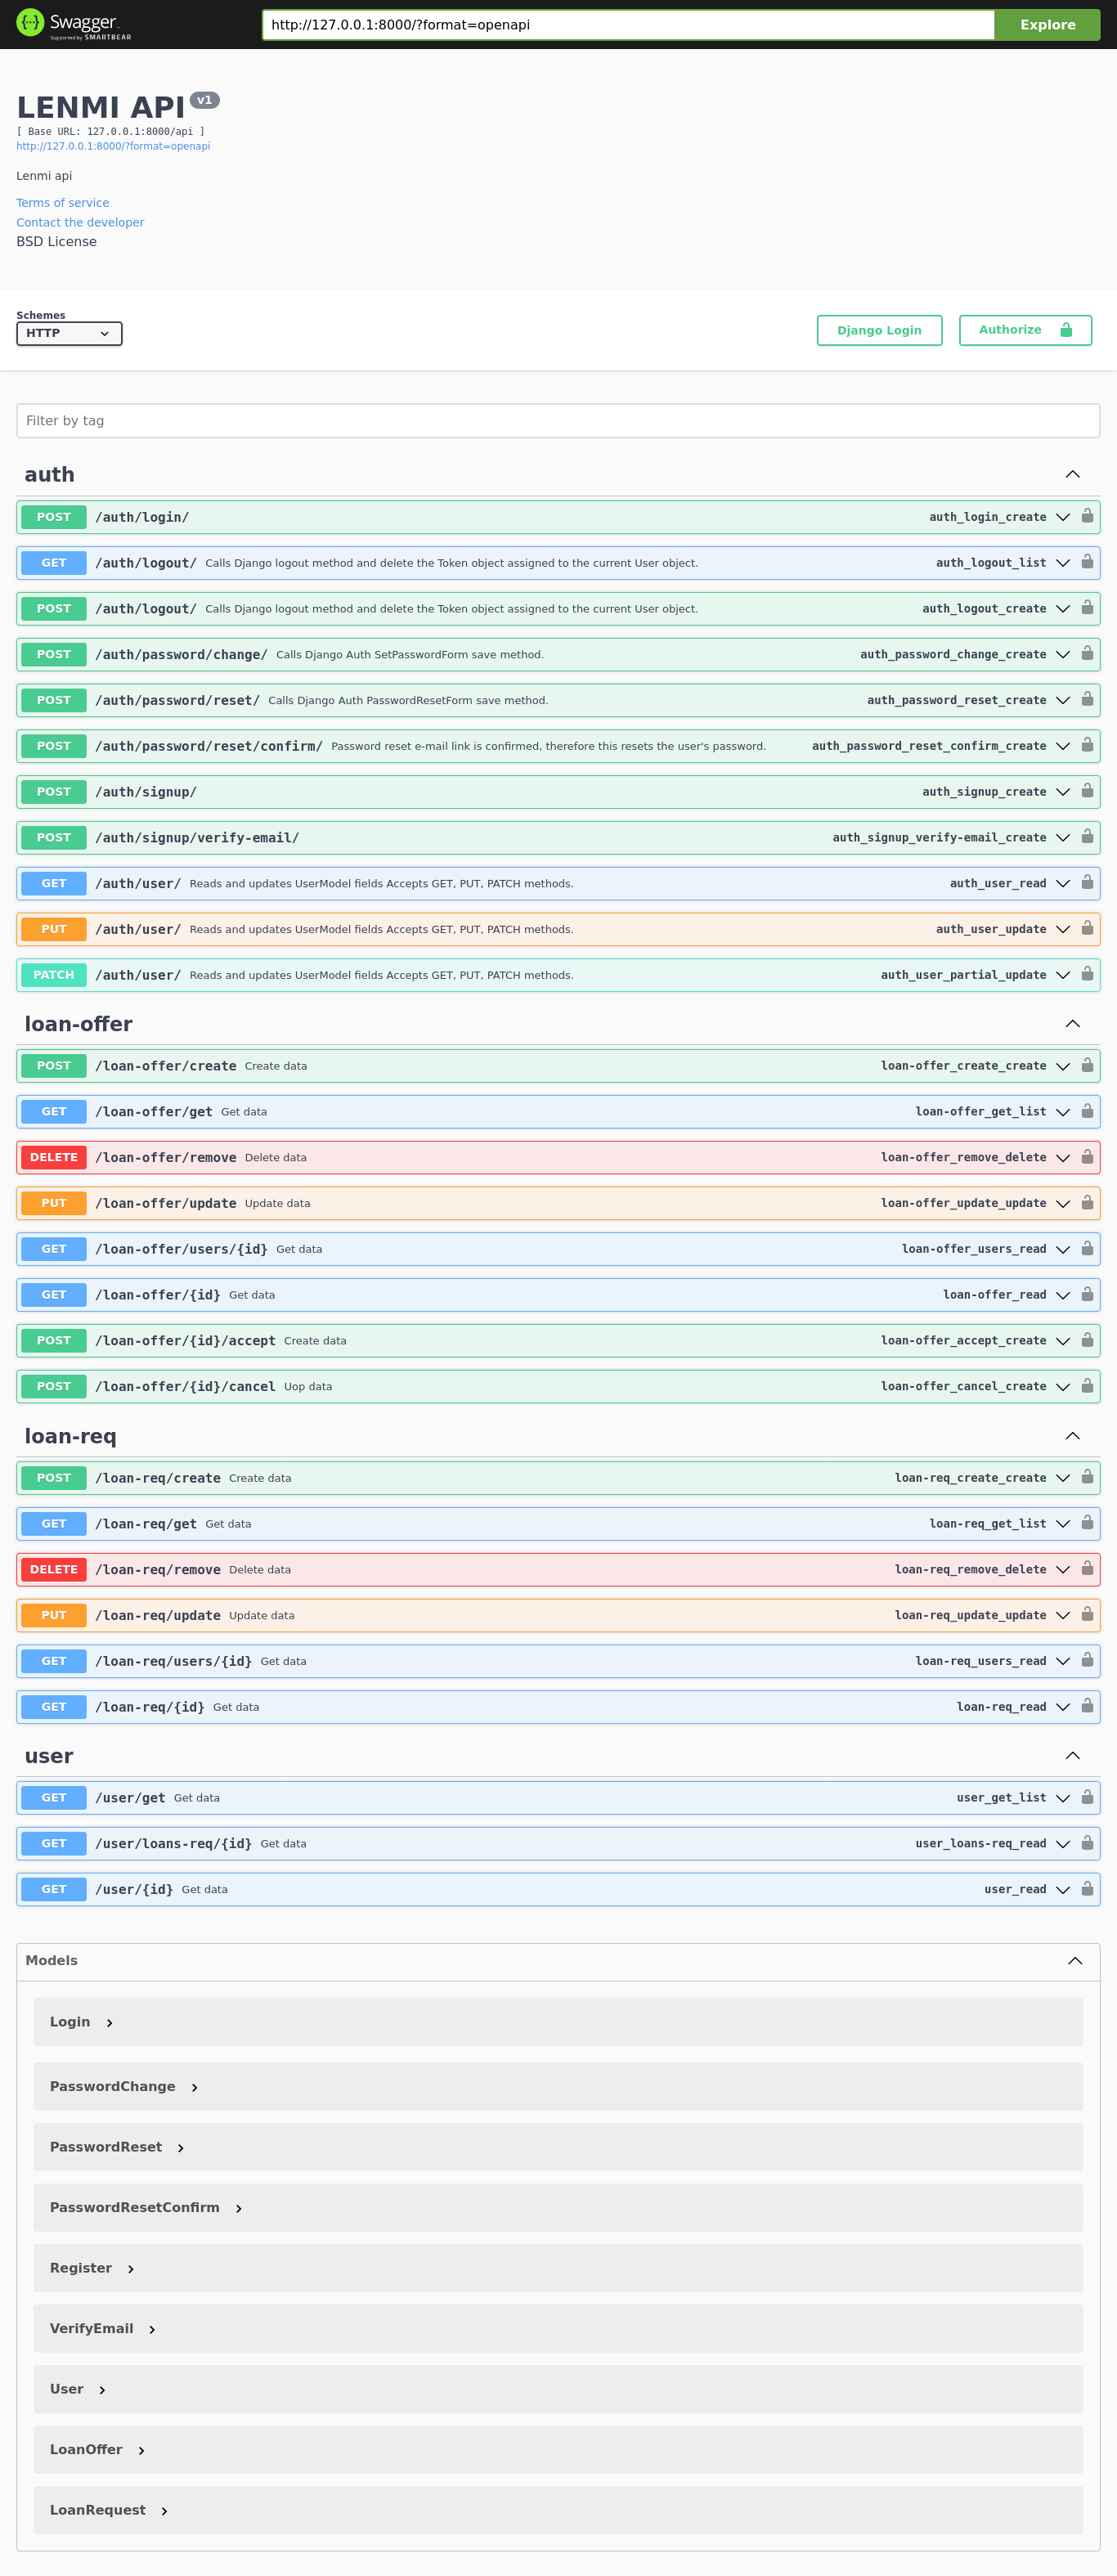 Swagger.
Supported by SMARTBEAR
http://127.0.0.1:8000/?format=openapi
Explore
LENMI API v1
[ Base URL: 127.0.0.1:8000/api ]
http://127.0.0.1:8000/?format=openapi
Lenmi api
Terms of service
Contact the developer
BSD License
Schemes
HTTP
Django Login
Authorize
Filter by tag
auth
POST /auth/login/ auth_login_create
GET /auth/logout/ Calls Django logout method and delete the Token object assigned to the current User object. auth_logout_list
POST /auth/logout/ Calls Django logout method and delete the Token object assigned to the current User object. auth_logout_create
POST /auth/password/change/ Calls Django Auth SetPasswordForm save method. auth_password_change_create
POST /auth/password/reset/ Calls Django Auth PasswordResetForm save method. auth_password_reset_create
POST /auth/password/reset/confirm/ Password reset e-mail link is confirmed, therefore this resets the user's password. auth_password_reset_confirm_create
POST /auth/signup/ auth_signup_create
POST /auth/signup/verify-email/ auth_signup_verify-email_create
GET /auth/user/ Reads and updates UserModel fields Accepts GET, PUT, PATCH methods. auth_user_read
PUT /auth/user/ Reads and updates UserModel fields Accepts GET, PUT, PATCH methods. auth_user_update
PATCH /auth/user/ Reads and updates UserModel fields Accepts GET, PUT, PATCH methods. auth_user_partial_update
loan-offer
POST /loan-offer/create Create data loan-offer_create_create
GET /loan-offer/get Get data loan-offer_get_list
DELETE /loan-offer/remove Delete data loan-offer_remove_delete
PUT /loan-offer/update Update data loan-offer_update_update
GET /loan-offer/users/{id} Get data loan-offer_users_read
GET /loan-offer/{id} Get data loan-offer_read
POST /loan-offer/{id}/accept Create data loan-offer_accept_create
POST /loan-offer/{id}/cancel Uop data loan-offer_cancel_create
loan-req
POST /loan-req/create Create data loan-req_create_create
GET /loan-req/get Get data loan-req_get_list
DELETE /loan-req/remove Delete data loan-req_remove_delete
PUT /loan-req/update Update data loan-req_update_update
GET /loan-req/users/{id} Get data loan-req_users_read
GET /loan-req/{id} Get data loan-req_read
user
GET /user/get Get data user_get_list
GET /user/loans-req/{id} Get data user_loans-req_read
GET /user/{id} Get data user_read
Models
Login
PasswordChange
PasswordReset
PasswordResetConfirm
Register
VerifyEmail
User
LoanOffer
LoanRequest